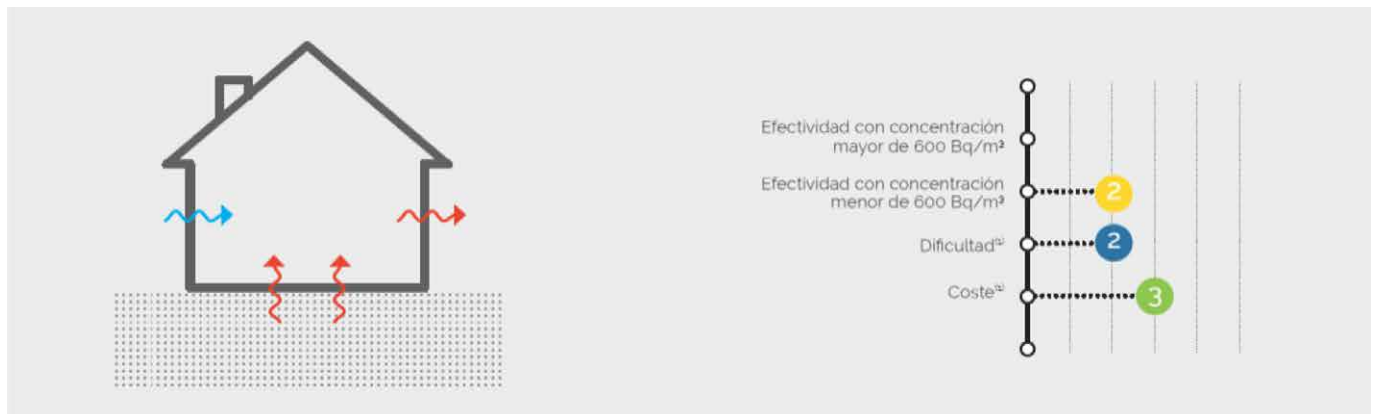 Efectividad con concentración
mayor de 600 Bq/m³
Efectividad con concentración
menor de 600 Bq/m³
2
Dificultad
2
Coste
3